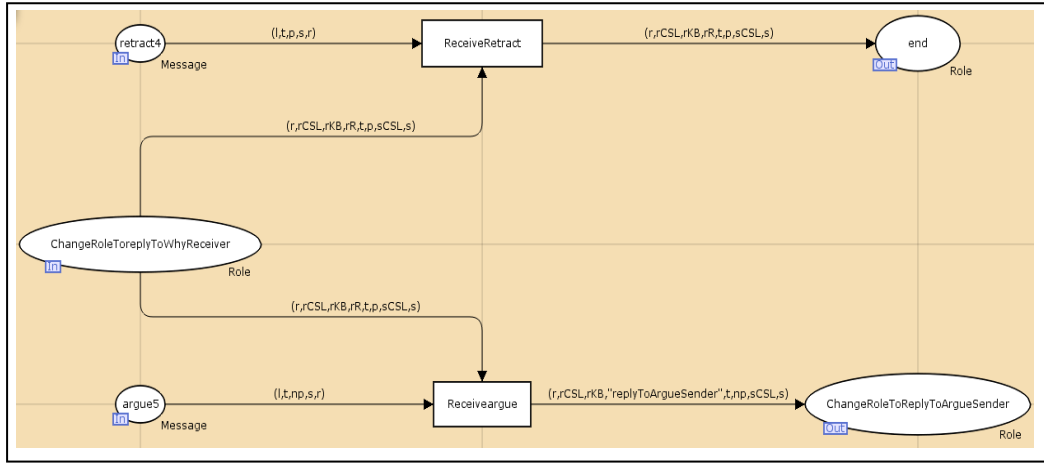 retract4
In
Message
(l,t,p,s,r)
ReceiveRetract
(r,rCSL,rKB,rR,t,p,sCSL,s)
end
Out
Role
(r,rCSL,rKB,rR,t,p,sCSL,s)
ChangeRoleToreplyToWhyReceiver
In
Role
(r,rCSL,rKB,rR,t,p,sCSL,s)
argue5
In
Message
(l,t,np,s,r)
Receiveargue
(r,rCSL,rKB,"replyToArgueSender",t,np,sCSL,s)
ChangeRoleToReplyToArgueSender
Out
Role